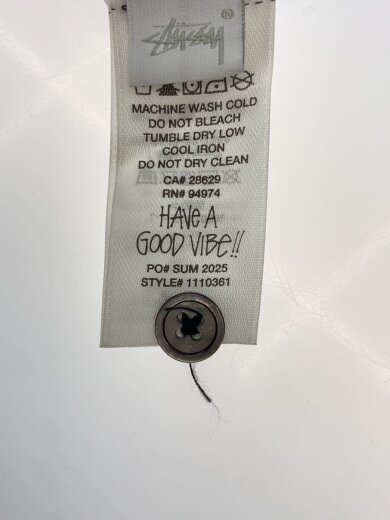 STÜSSY ®
MACHINE WASH COLD
DO NOT BLEACH
TUMBLE DRY LOW
COOL IRON
DO NOT DRY CLEAN
CA# 28629
RN# 94974
HAVE A
GOOD VIBE!!
PO# SUM 2025
STYLE# 1110361